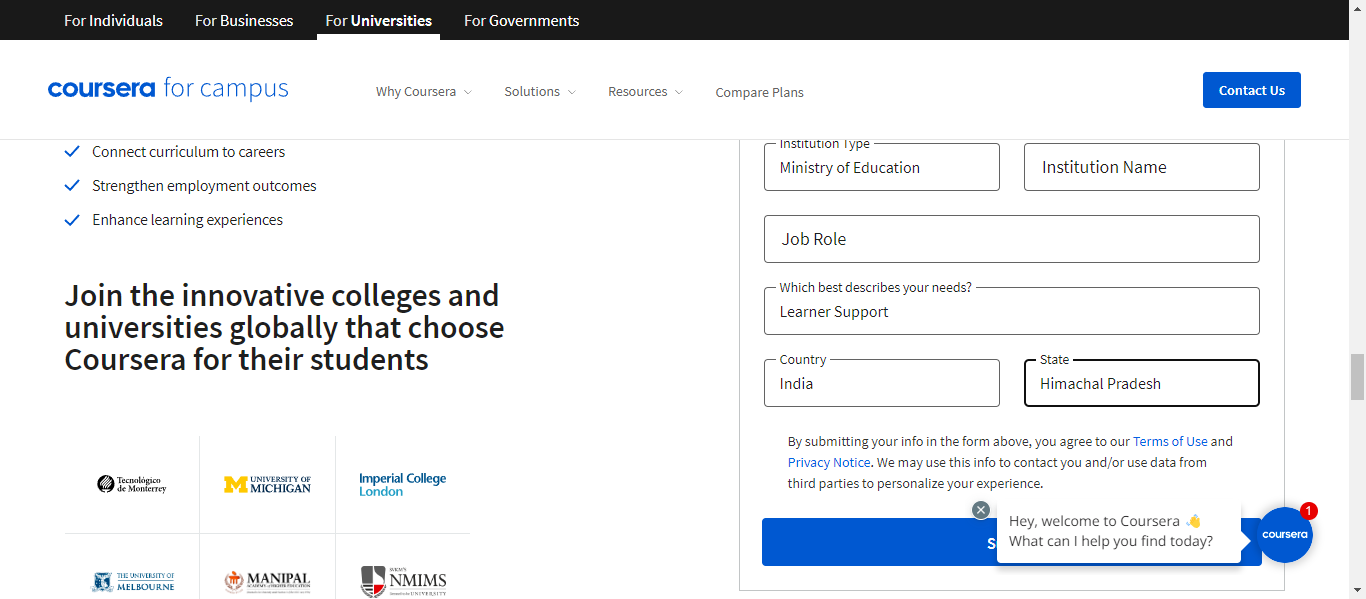 For Individuals
For Businesses
For Universities
For Governments
coursera for campus
Why Coursera
Solutions
Resources
Compare Plans
Contact Us
Connect curriculum to careers
Strengthen employment outcomes
Enhance learning experiences
Join the innovative colleges and
universities globally that choose
Coursera for their students
Tecnológico
de Monterrey
UNIVERSITY OF
MICHIGAN
Imperial College
London
THE UNIVERSITY OF
MELBOURNE
MANIPAL
NMIMS
Institution Type
Ministry of Education
Institution Name
Job Role
Which best describes your needs?
Learner Support
Country
India
State
Himachal Pradesh
By submitting your info in the form above, you agree to our Terms of Use and
Privacy Notice. We may use this info to contact you and/or use data from
third parties to personalize your experience.
Hey, welcome to Coursera 👋
What can I help you find today?
coursera
1